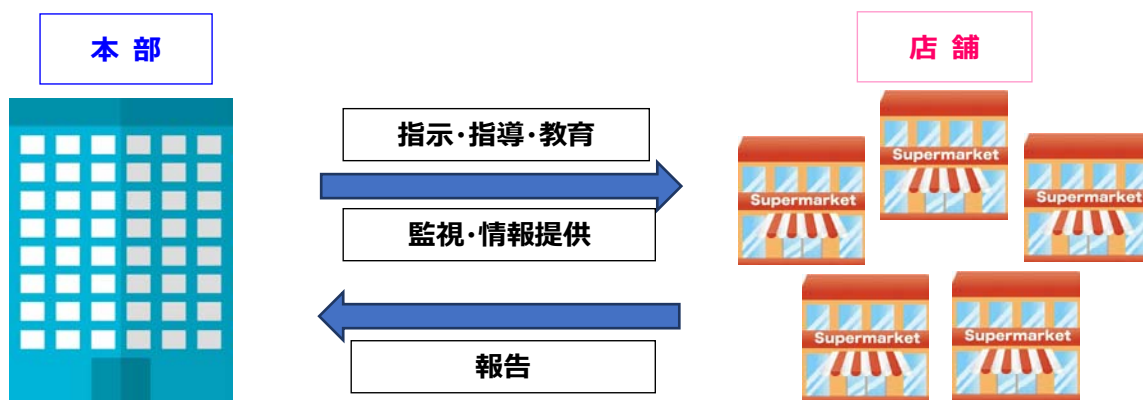 本 部
店 舗
指示・指導・教育
監視・情報提供
報告
Supermarket
Supermarket
Supermarket
Supermarket
Supermarket